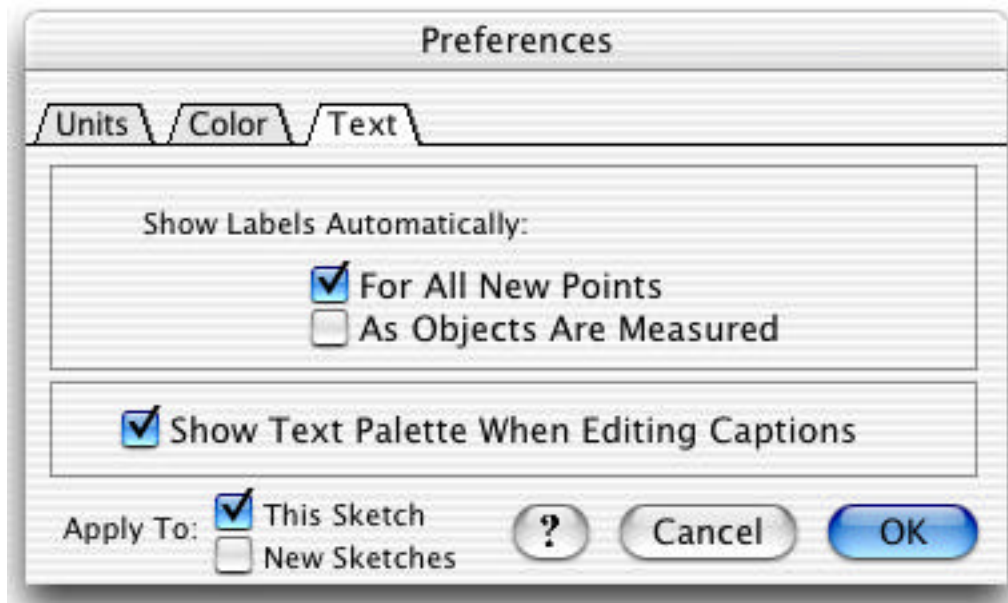 Preferences
Units Color Text
Show Labels Automatically:
For All New Points
As Objects Are Measured
Show Text Palette When Editing Captions
Apply To: This Sketch
New Sketches
? Cancel OK